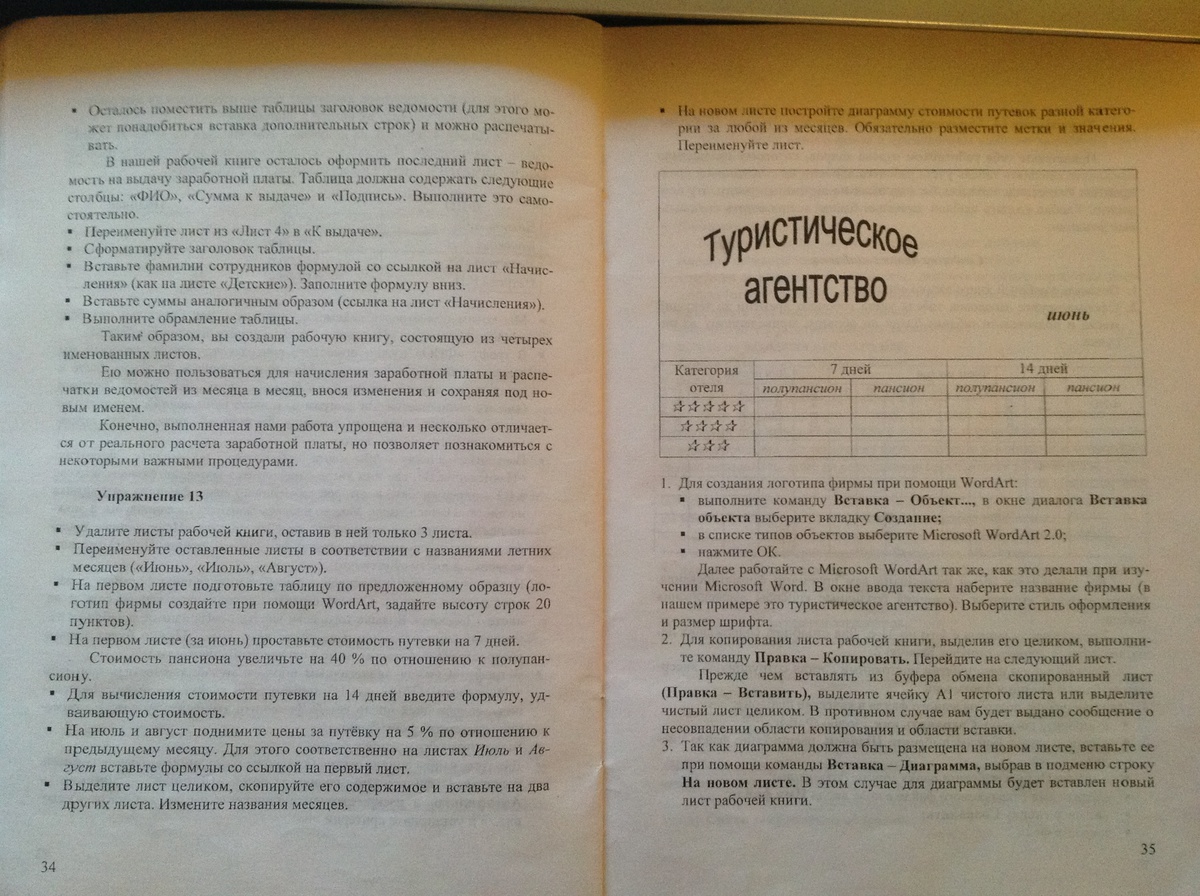 ▪ Осталось поместить выше таблицы заголовок ведомости (для этого мо-
жет понадобиться вставка дополнительных строк) и можно распечаты-
вать.
В нашей рабочей книге осталось оформить последний лист – ведо-
мость на выдачу заработной платы. Таблица должна содержать следующие
столбцы: «ФИО», «Сумма к выдаче» и «Подпись». Выполните это само-
стоятельно.
▪ Переименуйте лист из «Лист 4» в «К выдаче».
▪ Сформатируйте заголовок таблицы.
▪ Вставьте фамилии сотрудников формулой со ссылкой на лист «Начис-
ления» (как на листе «Детские»). Заполните формулу вниз.
▪ Вставьте суммы аналогичным образом (ссылка на лист «Начисления»).
▪ Выполните обрамление таблицы.
Таким образом, вы создали рабочую книгу, состоящую из четырех
именованных листов.
Ею можно пользоваться для начисления заработной платы и распе-
чатки ведомостей из месяца в месяц, внося изменения и сохраняя под но-
вым именем.
Конечно, выполненная нами работа упрощена и несколько отличает-
ся от реального расчета заработной платы, но позволяет познакомиться с
некоторыми важными процедурами.
Упражнение 13
▪ Удалите листы рабочей книги, оставив в ней только 3 листа.
▪ Переименуйте оставленные листы в соответствии с названиями летних
месяцев («Июнь», «Июль», «Август»).
▪ На первом листе подготовьте таблицу по предложенному образцу (ло-
готип фирмы создайте при помощи WordArt, задайте высоту строк 20
пунктов).
▪ На первом листе (за июнь) проставьте стоимость путевки на 7 дней.
Стоимость пансиона увеличьте на 40 % по отношению к полупан-
сиону.
▪ Для вычисления стоимости путевки на 14 дней введите формулу, уд-
ваивающую стоимость.
▪ На июль и август поднимите цены за путёвку на 5 % по отношению к
предыдущему месяцу. Для этого соответственно на листах Июль и Ав-
густ вставьте формулы со ссылкой на первый лист.
▪ Выделите лист целиком, скопируйте его содержимое и вставьте на два
других листа. Измените названия месяцев.
34
▪ На новом листе постройте диаграмму стоимости путевок разной катего-
рии за любой из месяцев. Обязательно разместите метки и значения.
Переименуйте лист.
Туристическое
агентство
июнь
Категория 7 дней 14 дней
отеля полупансион пансион полупансион пансион
☆☆☆☆☆
☆☆☆☆
☆☆☆
1. Для создания логотипа фирмы при помощи WordArt:
▪ выполните команду Вставка – Объект..., в окне диалога Вставка
объекта выберите вкладку Создание;
▪ в списке типов объектов выберите Microsoft WordArt 2.0;
▪ нажмите ОК.
Далее работайте с Microsoft WordArt так же, как это делали при изу-
чении Microsoft Word. В окне ввода текста наберите название фирмы (в
нашем примере это туристическое агентство). Выберите стиль оформления
и размер шрифта.
2. Для копирования листа рабочей книги, выделив его целиком, выполни-
те команду Правка – Копировать. Перейдите на следующий лист.
Прежде чем вставлять из буфера обмена скопированный лист
(Правка – Вставить), выделите ячейку А1 чистого листа или выделите
чистый лист целиком. В противном случае вам будет выдано сообщение о
несовпадении области копирования и области вставки.
3. Так как диаграмма должна быть размещена на новом листе, вставьте ее
при помощи команды Вставка – Диаграмма, выбрав в подменю строку
На новом листе. В этом случае для диаграммы будет вставлен новый
лист рабочей книги.
35